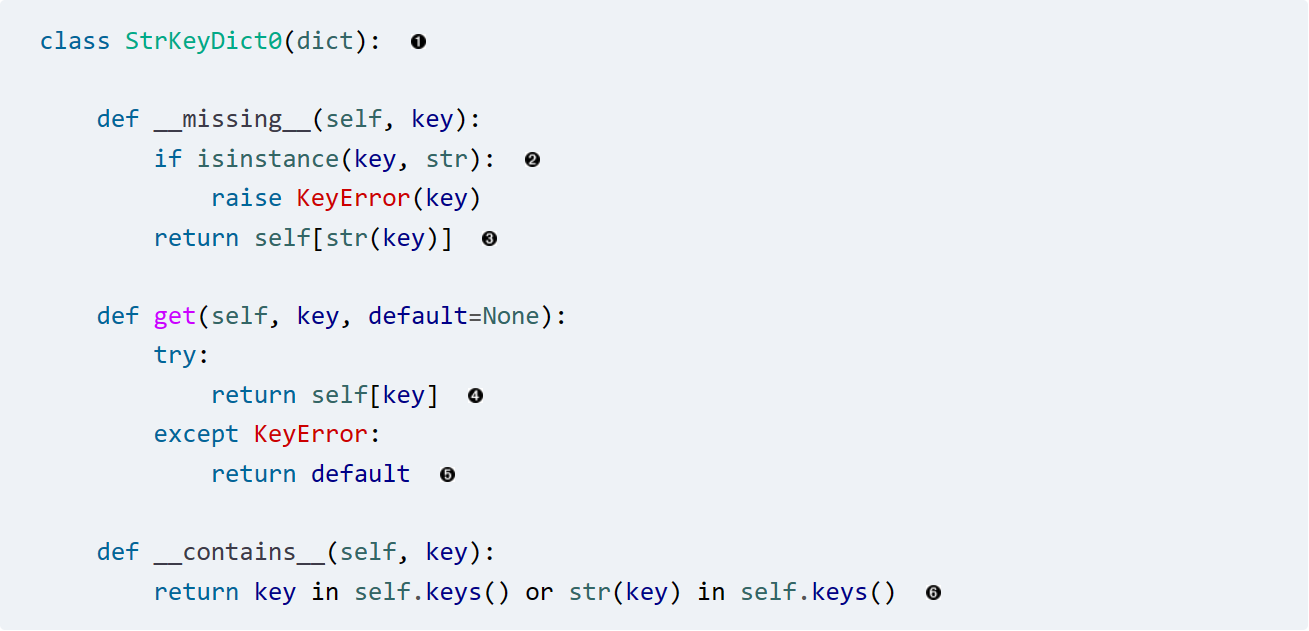 class StrKeyDict0(dict):  ❶
    def __missing__(self, key):
        if isinstance(key, str):  ❷
            raise KeyError(key)
        return self[str(key)]  ❸
    def get(self, key, default=None):
        try:
            return self[key]  ❹
        except KeyError:
            return default  ❺
    def __contains__(self, key):
        return key in self.keys() or str(key) in self.keys()  ❻